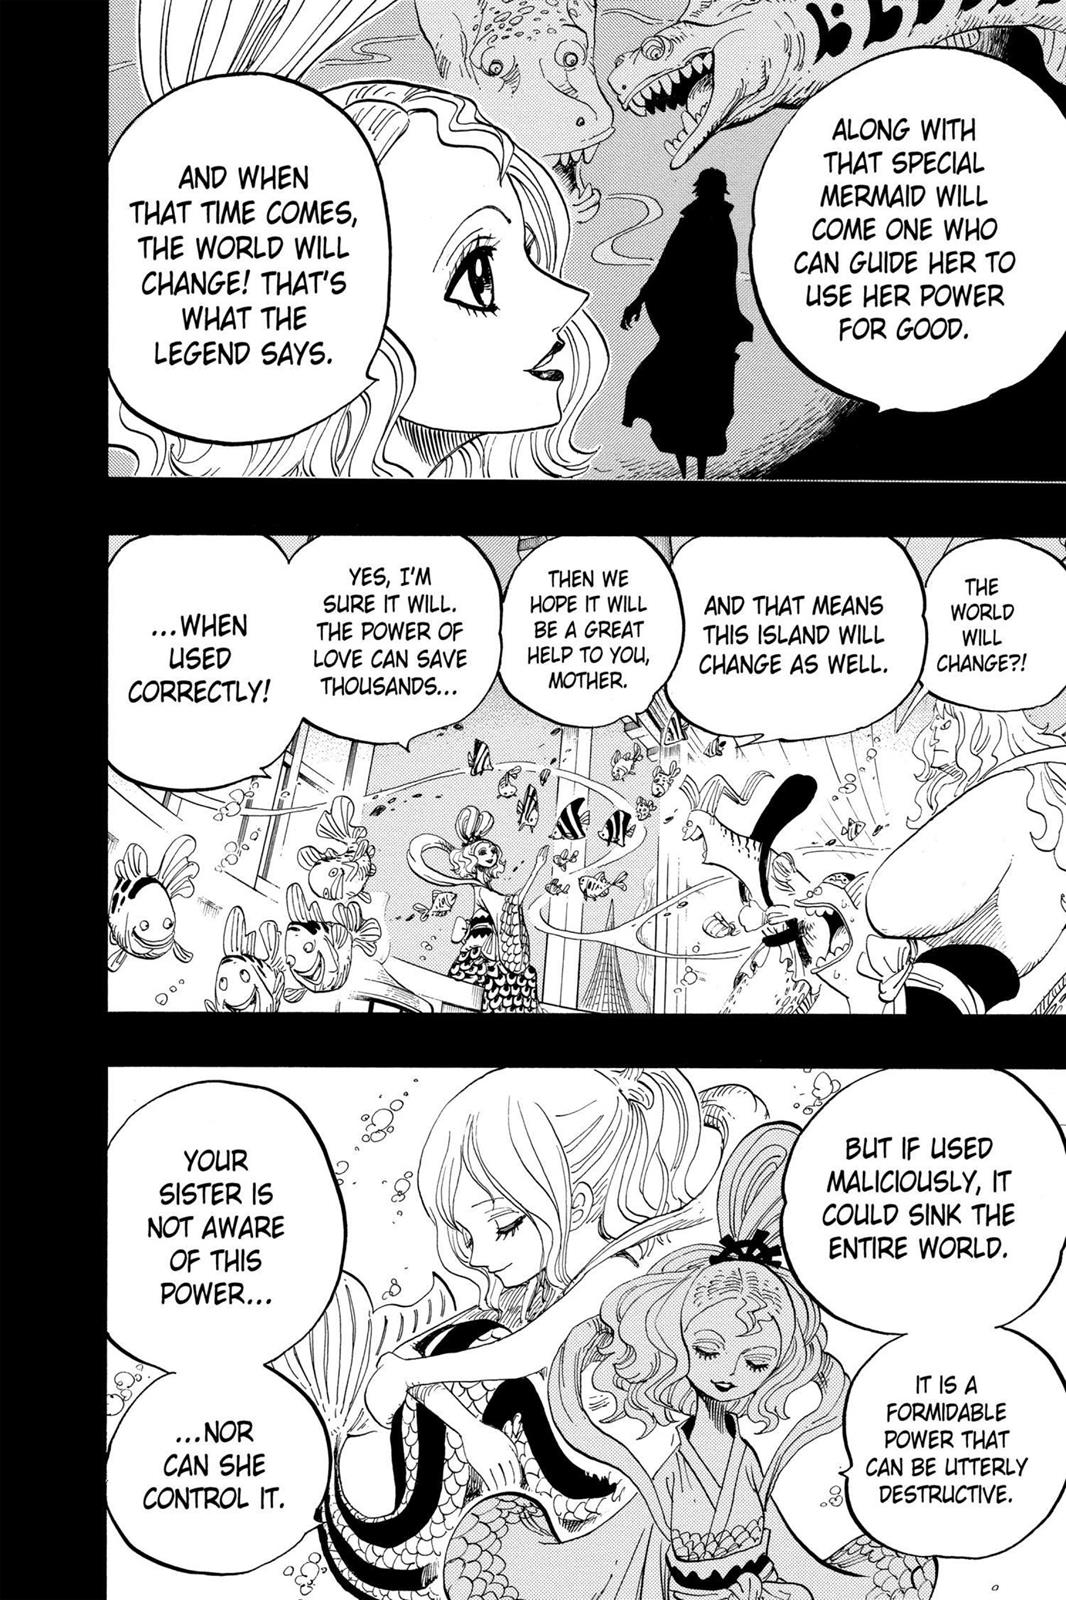 ALONG WITH
THAT SPECIAL
MERMAID WILL
COME ONE WHO
CAN GUIDE HER TO
USE HER POWER
FOR GOOD.
AND WHEN
THAT TIME COMES,
THE WORLD WILL
CHANGE! THAT'S
WHAT THE
LEGEND SAYS.
THE
WORLD
WILL
CHANGE?!
AND THAT MEANS
THIS ISLAND WILL
CHANGE AS WELL.
THEN WE
HOPE IT WILL
BE A GREAT
HELP TO YOU,
MOTHER.
YES, I'M
SURE IT WILL.
THE POWER OF
LOVE CAN SAVE
THOUSANDS...
...WHEN
USED
CORRECTLY!
BUT IF USED
MALICIOUSLY, IT
COULD SINK THE
ENTIRE WORLD.
IT IS A
FORMIDABLE
POWER THAT
CAN BE UTTERLY
DESTRUCTIVE.
YOUR
SISTER IS
NOT AWARE
OF THIS
POWER...
...NOR
CAN SHE
CONTROL IT.